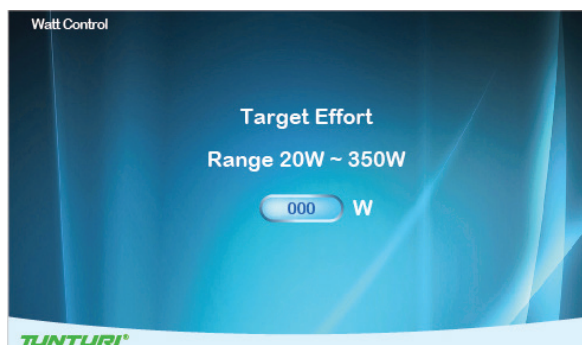 Watt Control
Target Effort
Range 20W ~ 350W
000 W
TUNTURI®